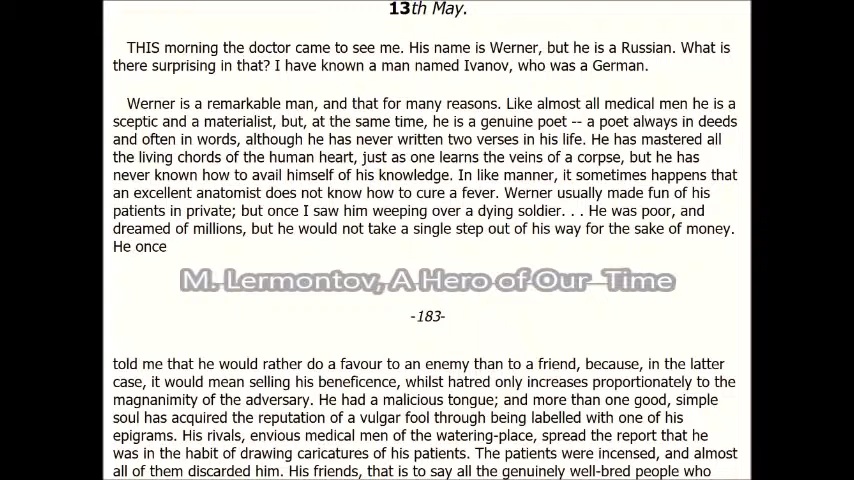 13th May.
THIS morning the doctor came to see me. His name is Werner, but he is a Russian. What is
there surprising in that? I have known a man named Ivanov, who was a German.
Werner is a remarkable man, and that for many reasons. Like almost all medical men he is a
sceptic and a materialist, but, at the same time, he is a genuine poet -- a poet always in deeds
and often in words, although he has never written two verses in his life. He has mastered all
the living chords of the human heart, just as one learns the veins of a corpse, but he has
never known how to avail himself of his knowledge. In like manner, it sometimes happens that
an excellent anatomist does not know how to cure a fever. Werner usually made fun of his
patients in private; but once I saw him weeping over a dying soldier. . . He was poor, and
dreamed of millions, but he would not take a single step out of his way for the sake of money.
He once
M. Lermontov, A Hero of Our Time
-183-
told me that he would rather do a favour to an enemy than to a friend, because, in the latter
case, it would mean selling his beneficence, whilst hatred only increases proportionately to the
magnanimity of the adversary. He had a malicious tongue; and more than one good, simple
soul has acquired the reputation of a vulgar fool through being labelled with one of his
epigrams. His rivals, envious medical men of the watering-place, spread the report that he
was in the habit of drawing caricatures of his patients. The patients were incensed, and almost
all of them discarded him. His friends, that is to say all the genuinely well-bred people who